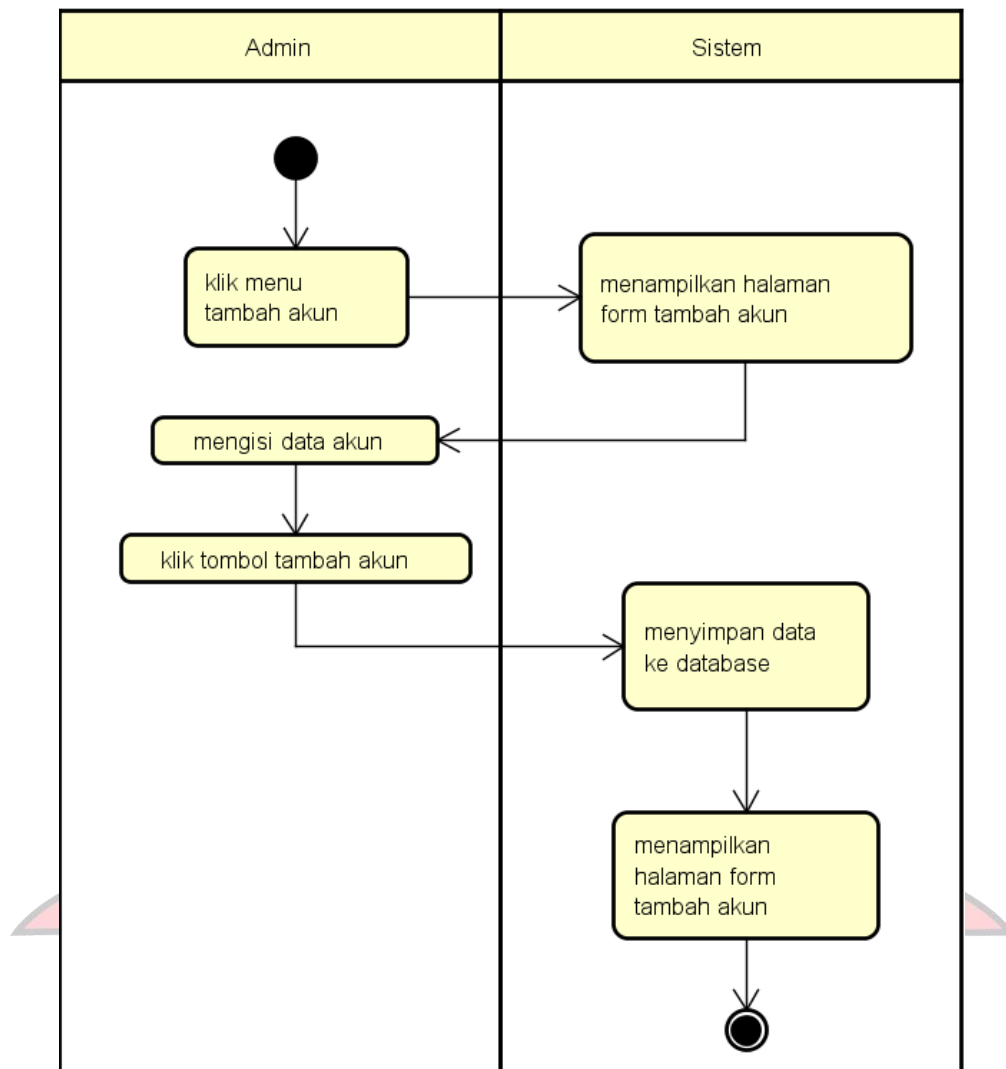 Admin
Sistem
klik menu
tambah akun
menampilkan halaman
form tambah akun
mengisi data akun
klik tombol tambah akun
menyimpan data
ke database
menampilkan
halaman form
tambah akun